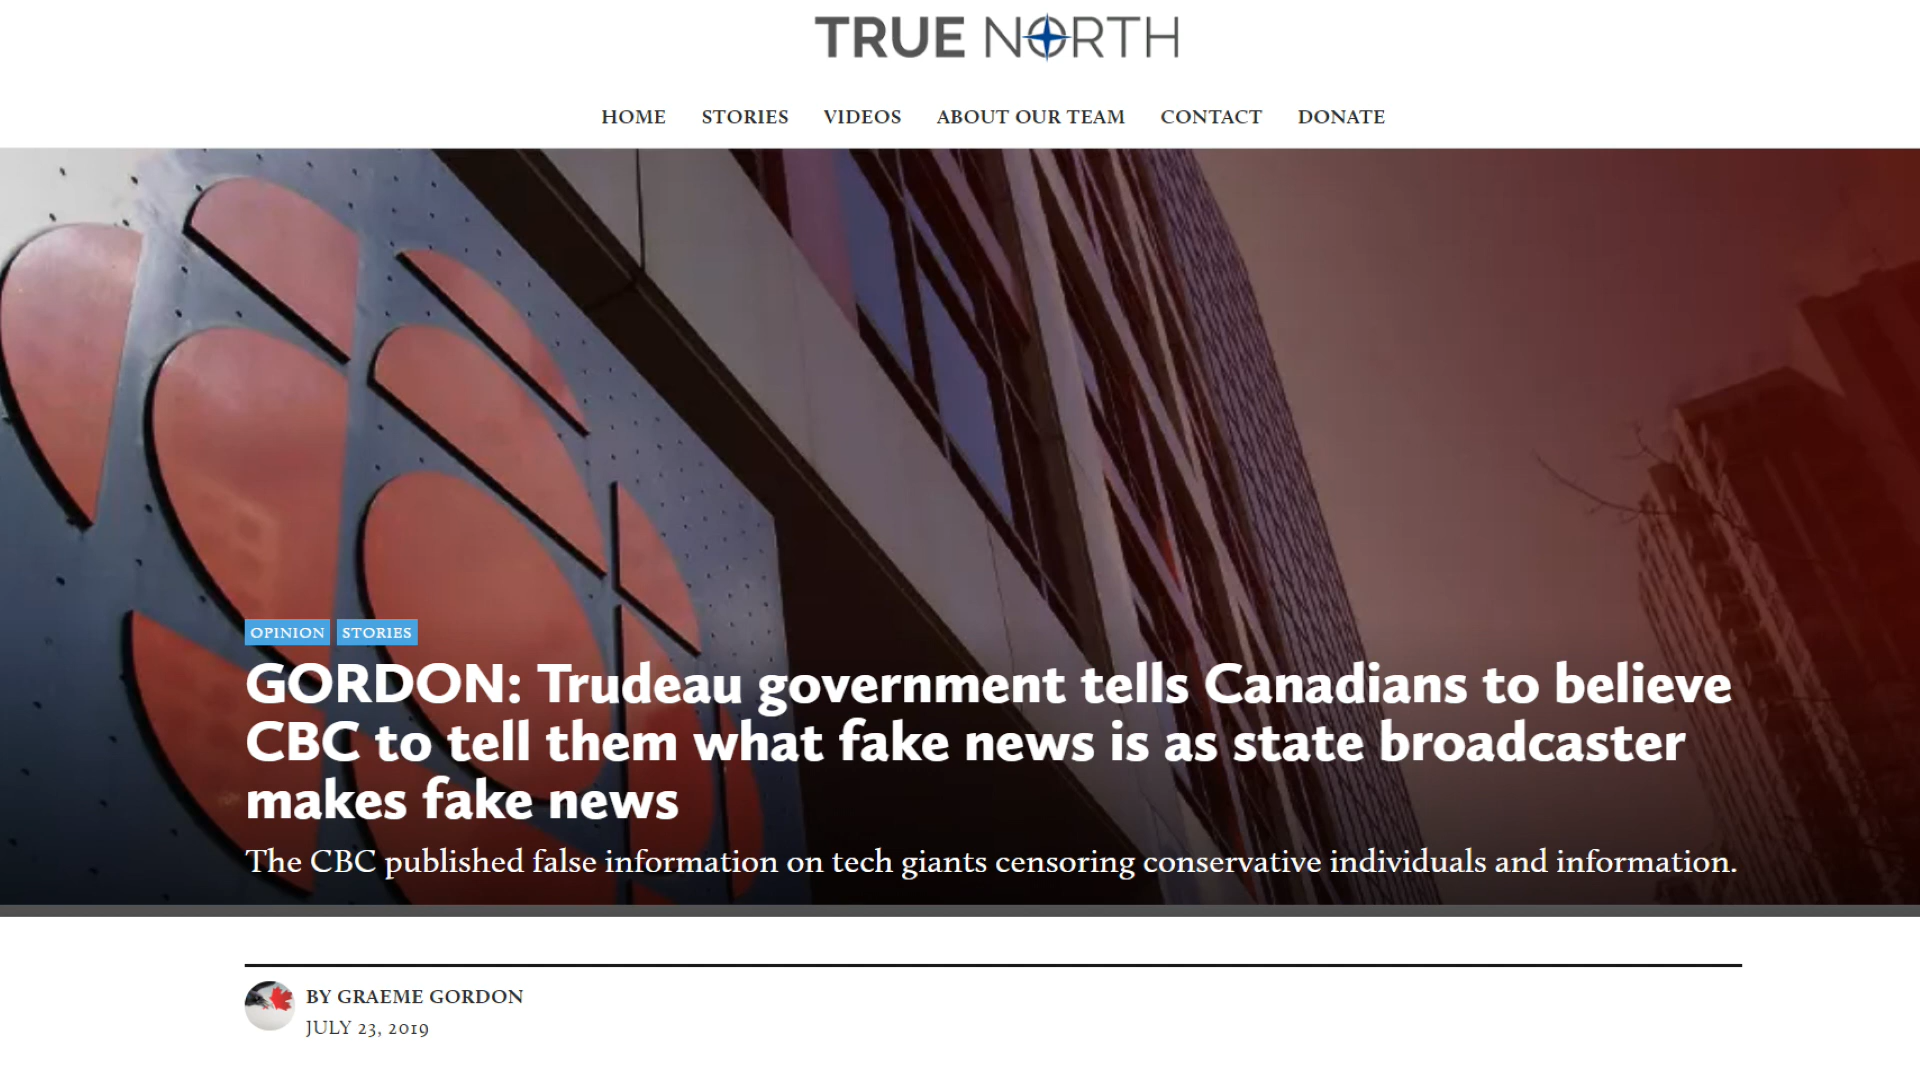 TRUE NORTH
HOME STORIES VIDEOS ABOUT OUR TEAM CONTACT DONATE
OPINION STORIES
GORDON: Trudeau government tells Canadians to believe
CBC to tell them what fake news is as state broadcaster
makes fake news
The CBC published false information on tech giants censoring conservative individuals and information.
BY GRAEME GORDON
JULY 23, 2019